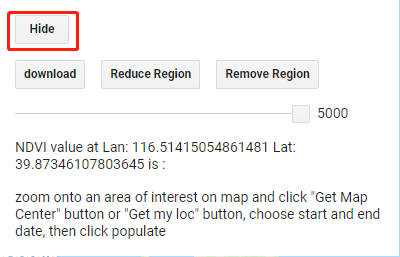 Hide
download Reduce Region Remove Region
5000
NDVI value at Lan: 116.51415054861481 Lat:
39.87346107803645 is :
zoom onto an area of interest on map and click "Get Map
Center" button or "Get my loc" button, choose start and end
date, then click populate